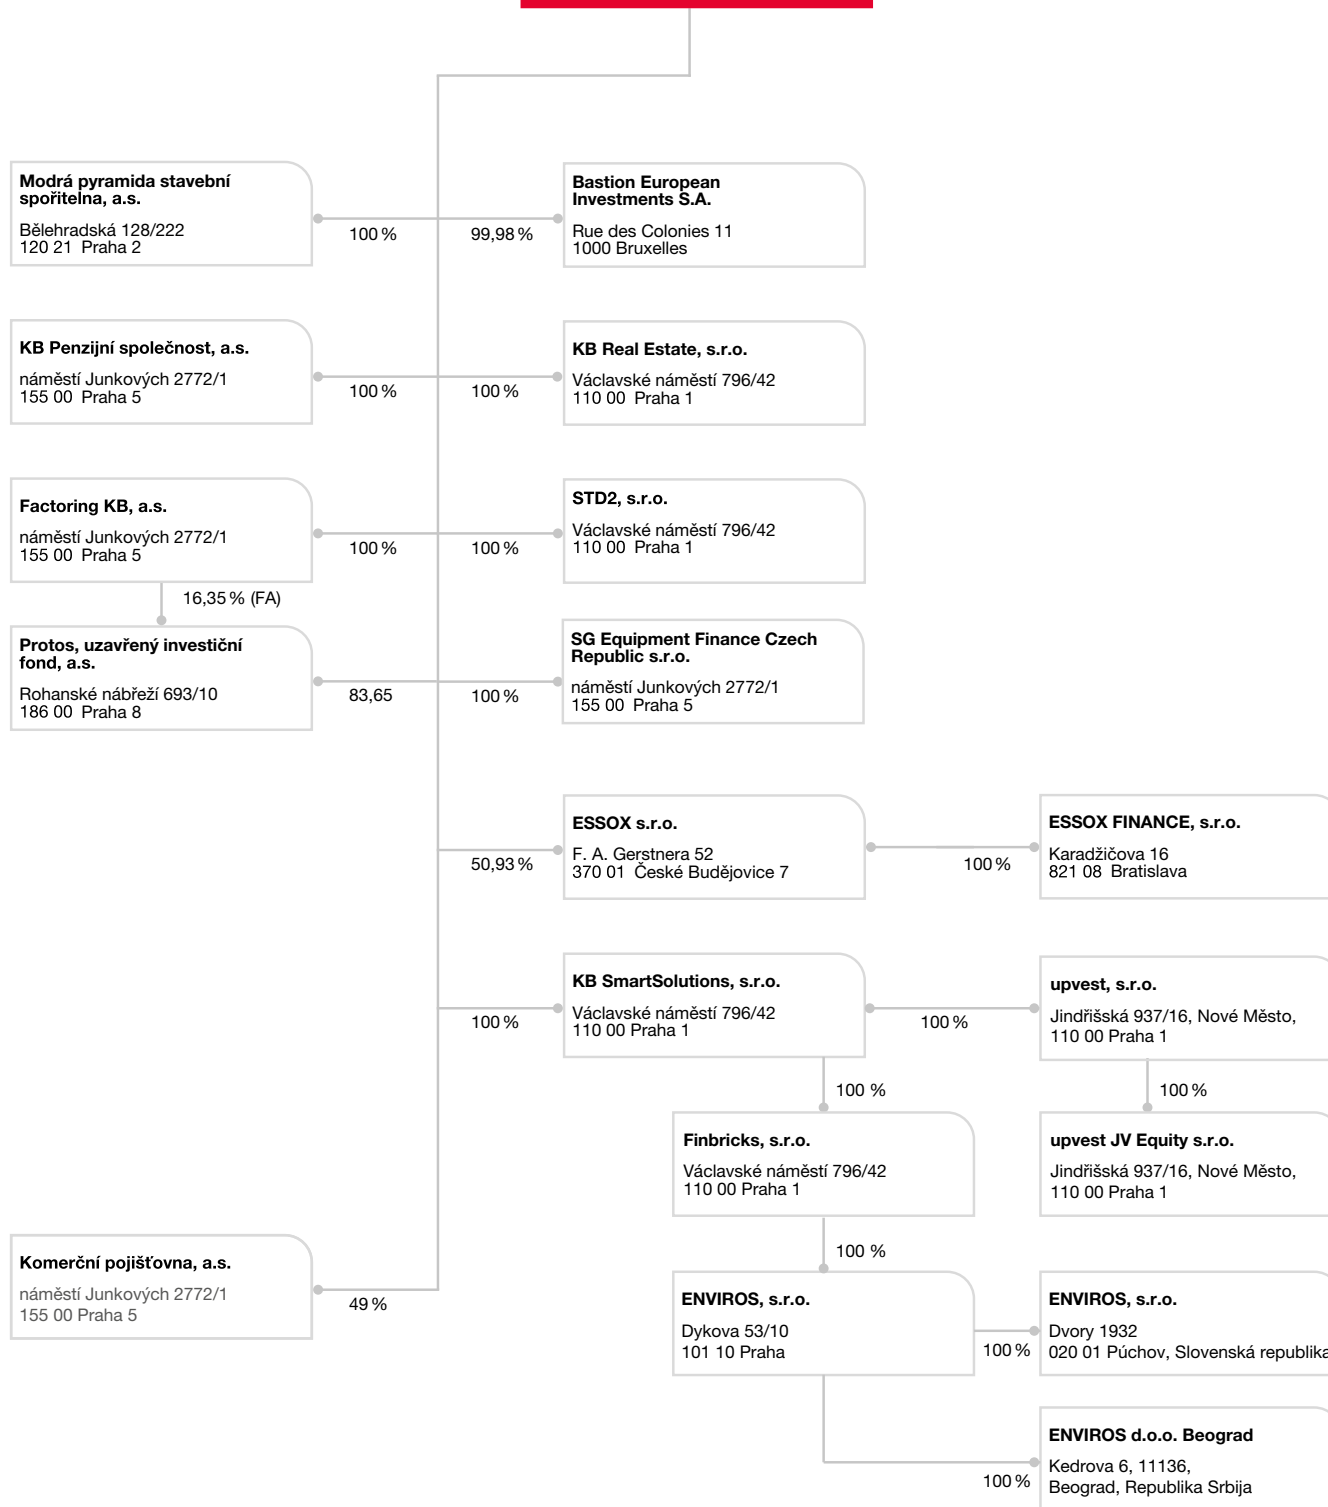 Modrá pyramida stavební
spořitelna, a.s.
Bělehradská 128/222
120 21 Praha 2
100 %
99,98 %
Bastion European
Investments S.A.
Rue des Colonies 11
1000 Bruxelles
KB Penzijní společnost, a.s.
náměstí Junkových 2772/1
155 00 Praha 5
100 %
100 %
KB Real Estate, s.r.o.
Václavské náměstí 796/42
110 00 Praha 1
Factoring KB, a.s.
náměstí Junkových 2772/1
155 00 Praha 5
100 %
100 %
STD2, s.r.o.
Václavské náměstí 796/42
110 00 Praha 1
16,35 % (FA)
Protos, uzavřený investiční
fond, a.s.
Rohanské nábřeží 693/10
186 00 Praha 8
83,65
100 %
SG Equipment Finance Czech
Republic s.r.o.
náměstí Junkových 2772/1
155 00 Praha 5
50,93 %
ESSOX s.r.o.
F. A. Gerstnera 52
370 01 České Budějovice 7
100 %
ESSOX FINANCE, s.r.o.
Karadžičova 16
821 08 Bratislava
100 %
KB SmartSolutions, s.r.o.
Václavské náměstí 796/42
110 00 Praha 1
100 %
upvest, s.r.o.
Jindřišská 937/16, Nové Město,
110 00 Praha 1
100 %
100 %
Finbricks, s.r.o.
Václavské náměstí 796/42
110 00 Praha 1
upvest JV Equity s.r.o.
Jindřišská 937/16, Nové Město,
110 00 Praha 1
100 %
Komerční pojišťovna, a.s.
náměstí Junkových 2772/1
155 00 Praha 5
49 %
ENVIROS, s.r.o.
Dykova 53/10
101 10 Praha
100 %
ENVIROS, s.r.o.
Dvory 1932
020 01 Púchov, Slovenská republika
100 %
ENVIROS d.o.o. Beograd
Kedrova 6, 11136,
Beograd, Republika Srbija